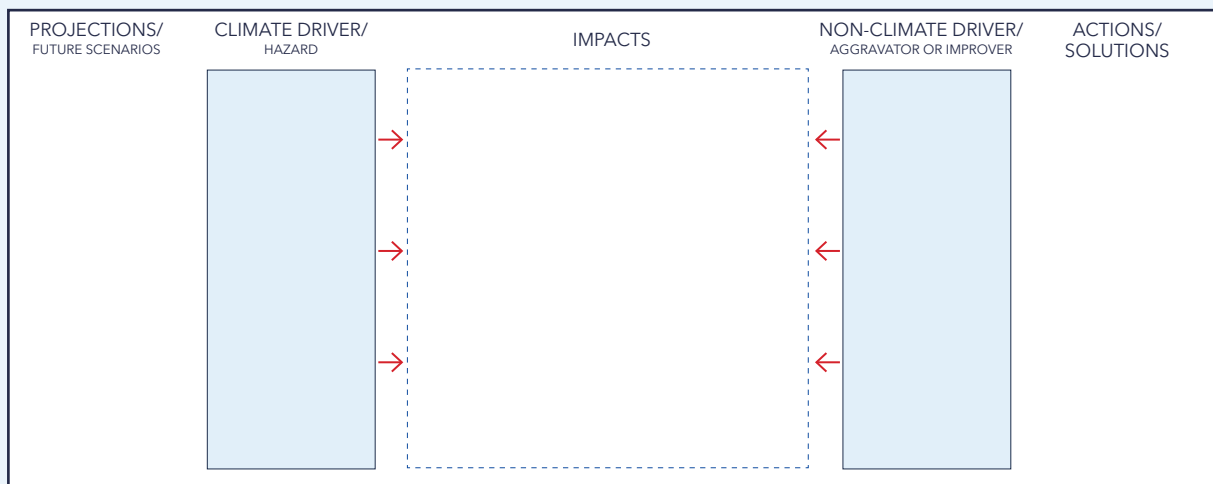 PROJECTIONS/
FUTURE SCENARIOS
CLIMATE DRIVER/
HAZARD
IMPACTS
NON-CLIMATE DRIVER/
AGGRAVATOR OR IMPROVER
ACTIONS/
SOLUTIONS